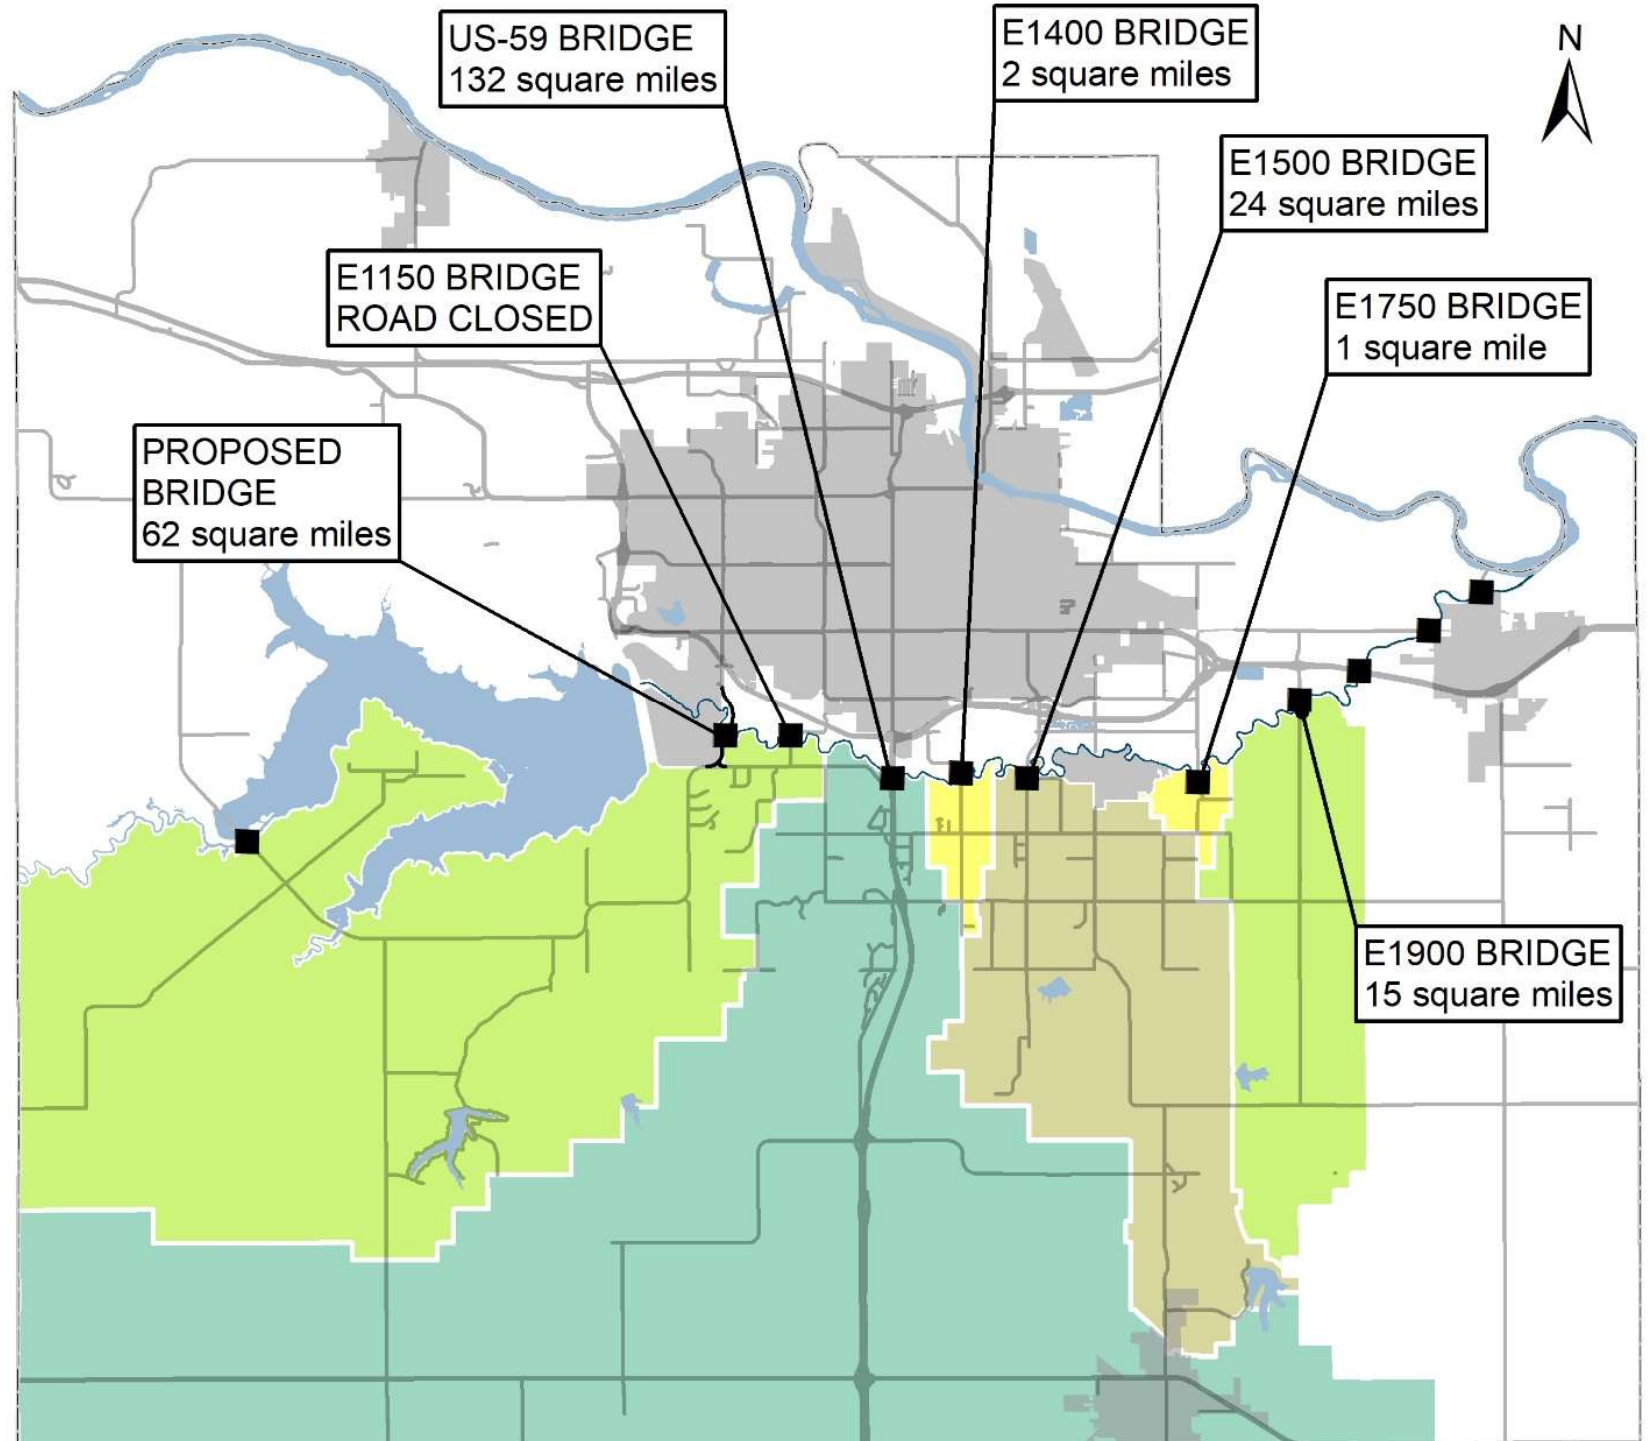 US-59 BRIDGE
132 square miles
E1400 BRIDGE
2 square miles
N
E1500 BRIDGE
24 square miles
E1150 BRIDGE
ROAD CLOSED
E1750 BRIDGE
1 square mile
PROPOSED
BRIDGE
62 square miles
E1900 BRIDGE
15 square miles